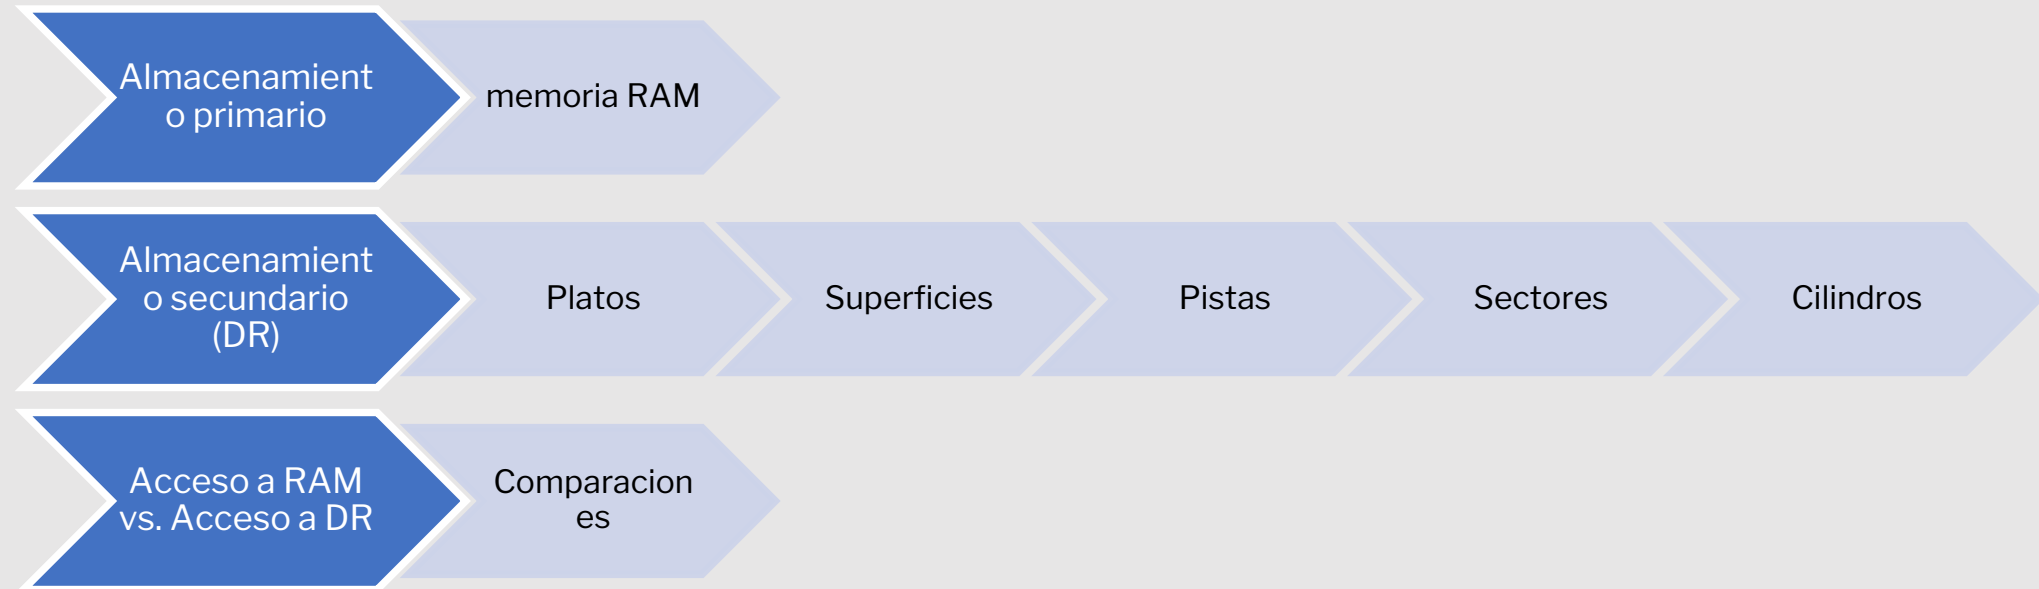 Almacenamient
o primario
memoria RAM
Almacenamient
o secundario
(DR)
Platos
Superficies
Pistas
Sectores
Cilindros
Acceso a RAM
vs. Acceso a DR
Comparacion
es